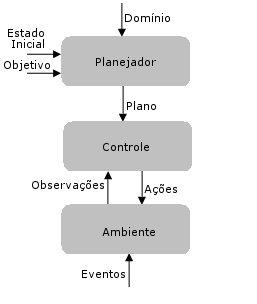 Domínio
Estado
Inicial
Objetivo
Planejador
Plano
Controle
Observações
Ações
Ambiente
Eventos